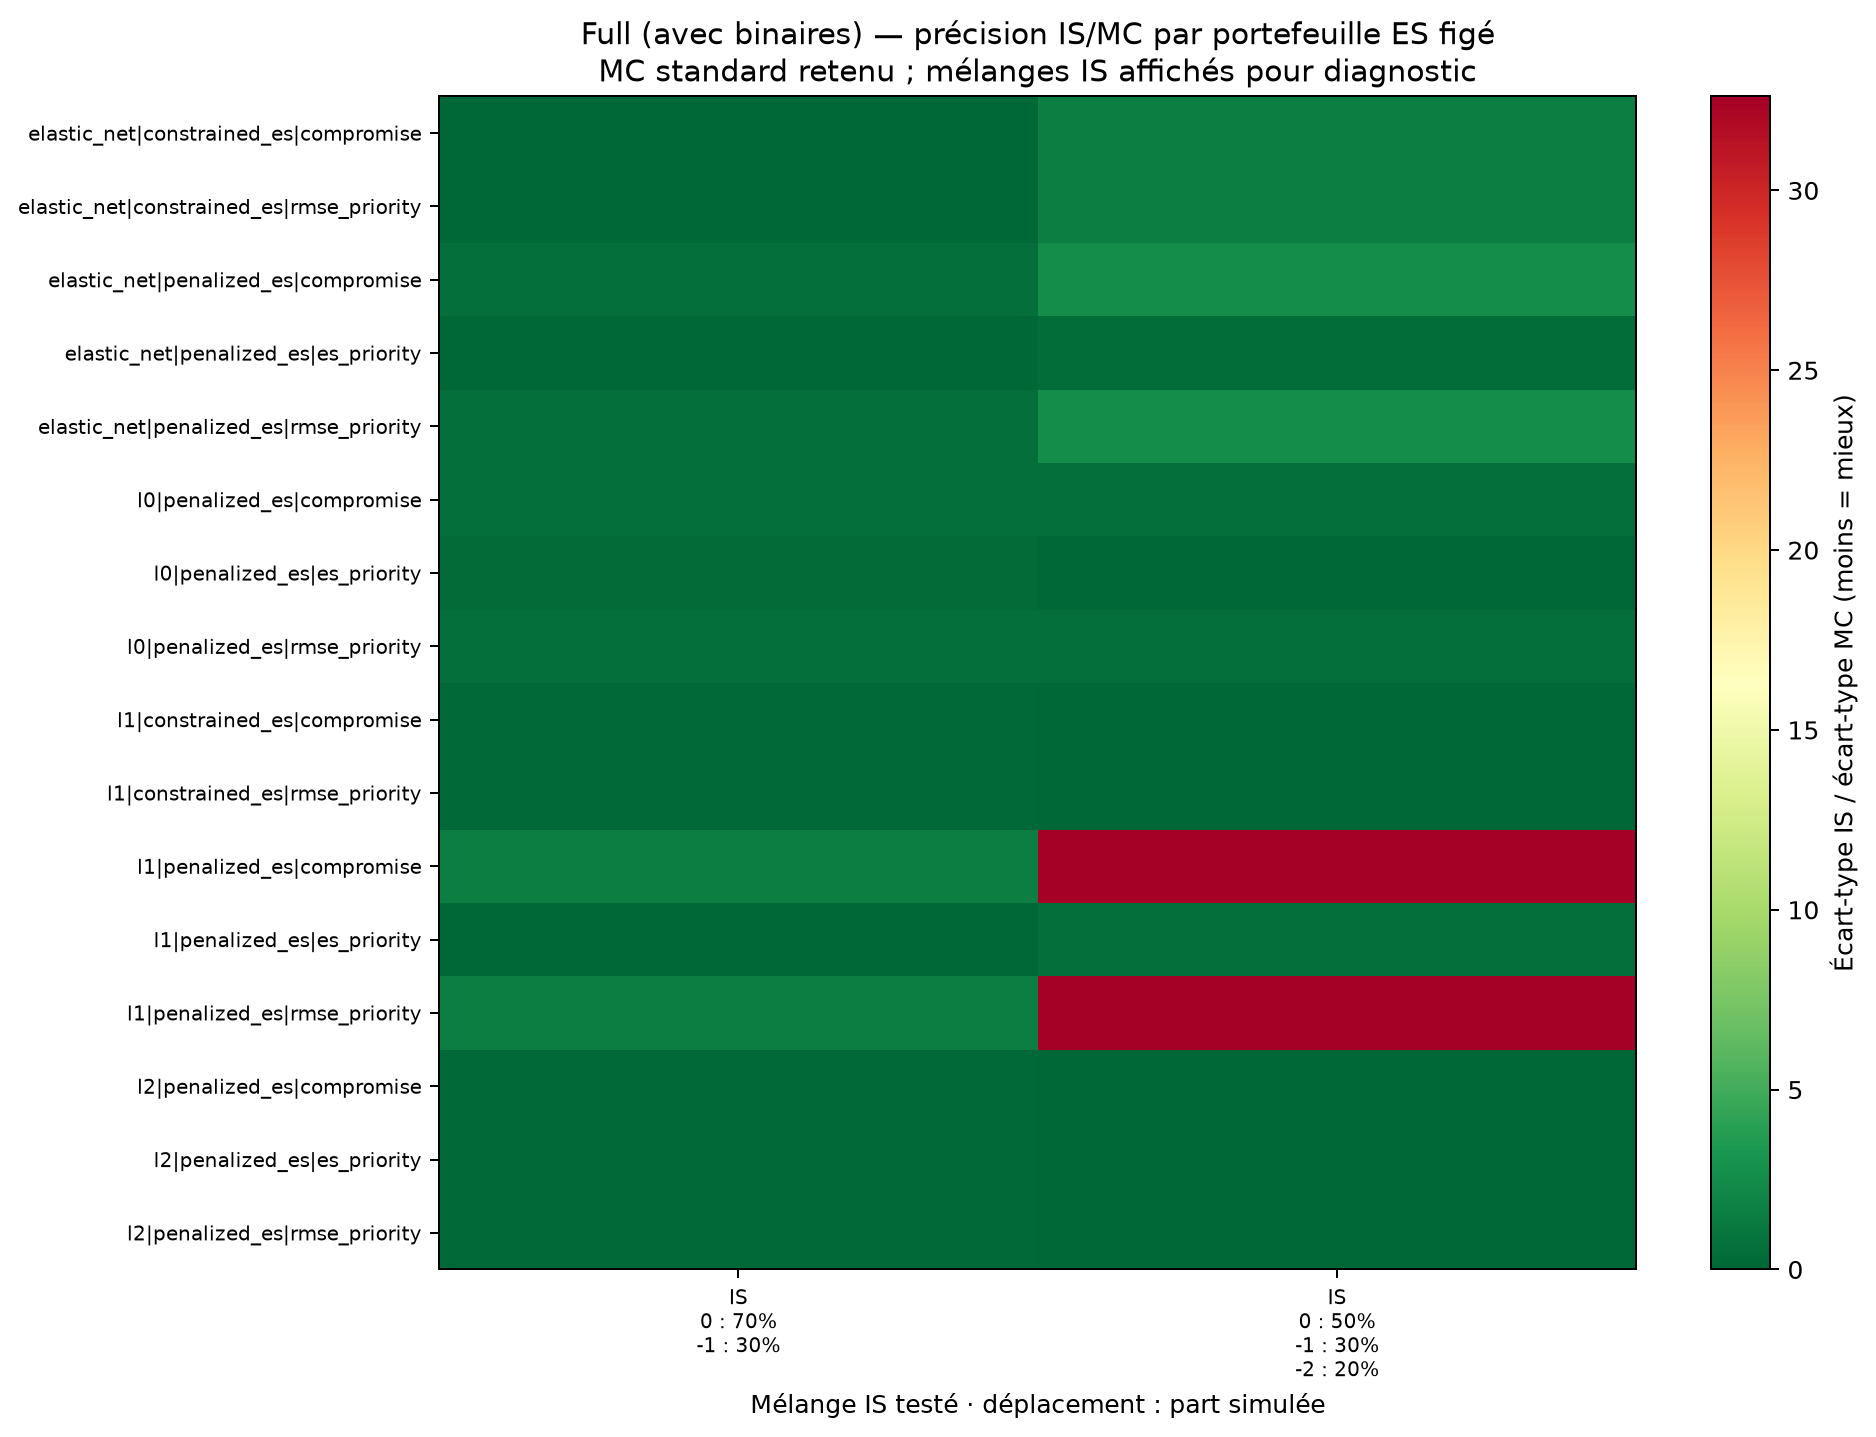 Full (avec binaires) — précision IS/MC par portefeuille ES figé
MC standard retenu ; mélanges IS affichés pour diagnostic
elastic_net|constrained_es|compromise
elastic_net|constrained_es|rmse_priority
elastic_net|penalized_es|compromise
elastic_net|penalized_es|es_priority
elastic_net|penalized_es|rmse_priority
l0|penalized_es|compromise
l0|penalized_es|es_priority
l0|penalized_es|rmse_priority
l1|constrained_es|compromise
l1|constrained_es|rmse_priority
l1|penalized_es|compromise
l1|penalized_es|es_priority
l1|penalized_es|rmse_priority
l2|penalized_es|compromise
l2|penalized_es|es_priority
l2|penalized_es|rmse_priority
IS
0 : 70%
-1 : 30%
IS
0 : 50%
-1 : 30%
-2 : 20%
Mélange IS testé · déplacement : part simulée
30
25
20
15
10
5
0
Écart-type IS / écart-type MC (moins = mieux)